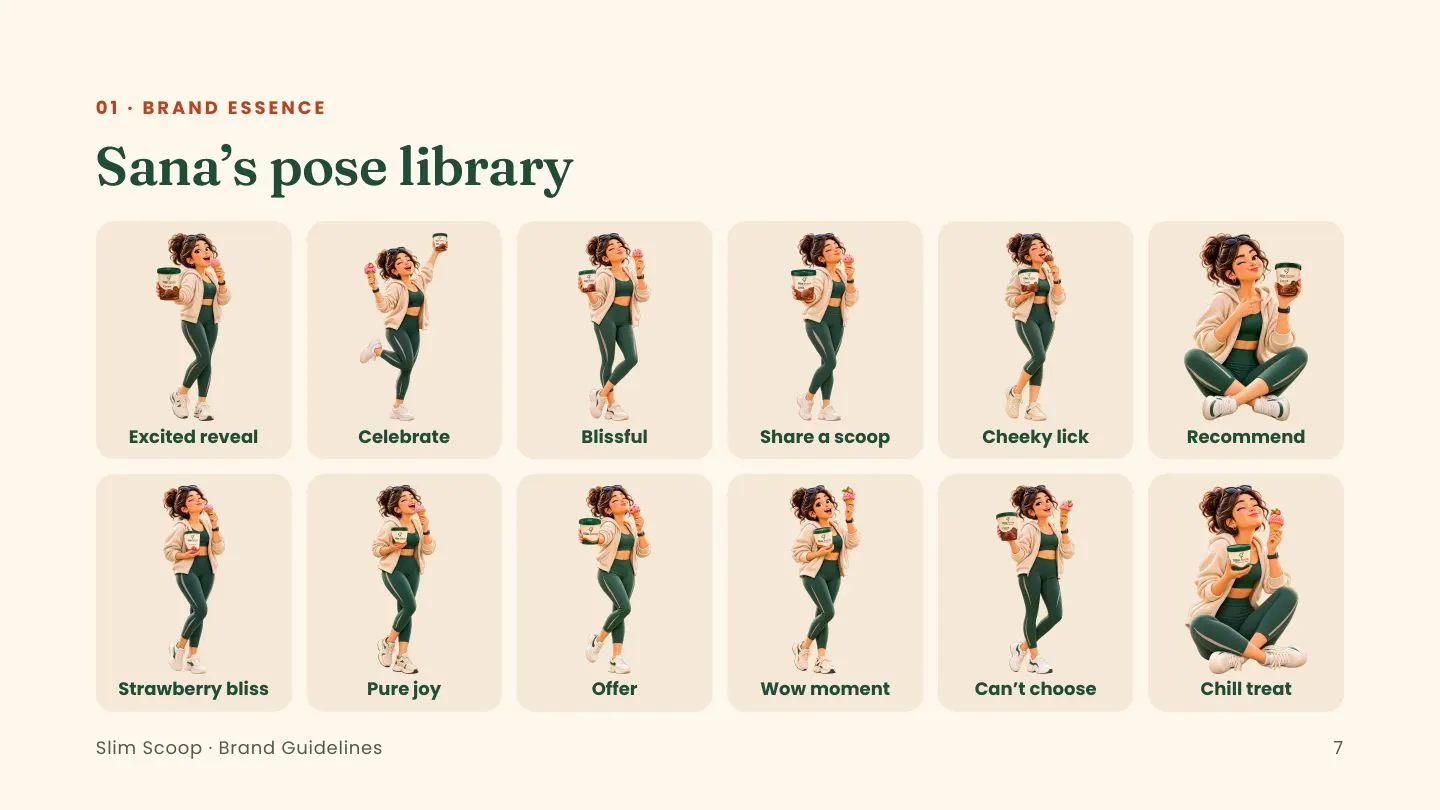 01 · BRAND ESSENCE
Sana’s pose library
Excited reveal
Celebrate
Blissful
Share a scoop
Cheeky lick
Recommend
Strawberry bliss
Pure joy
Offer
Wow moment
Can’t choose
Chill treat
Slim Scoop · Brand Guidelines
7